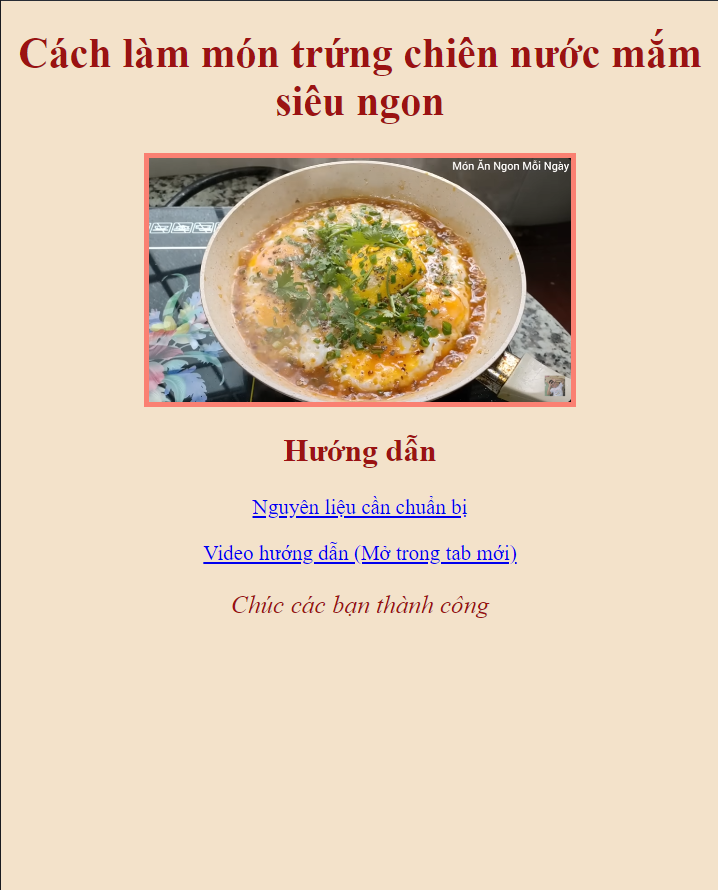 Cách làm món trứng chiên nước mắm
siêu ngon
Món Ăn Ngon Mỗi Ngày
Hướng dẫn
Nguyên liệu cần chuẩn bị
Video hướng dẫn (Mở trong tab mới)
Chúc các bạn thành công